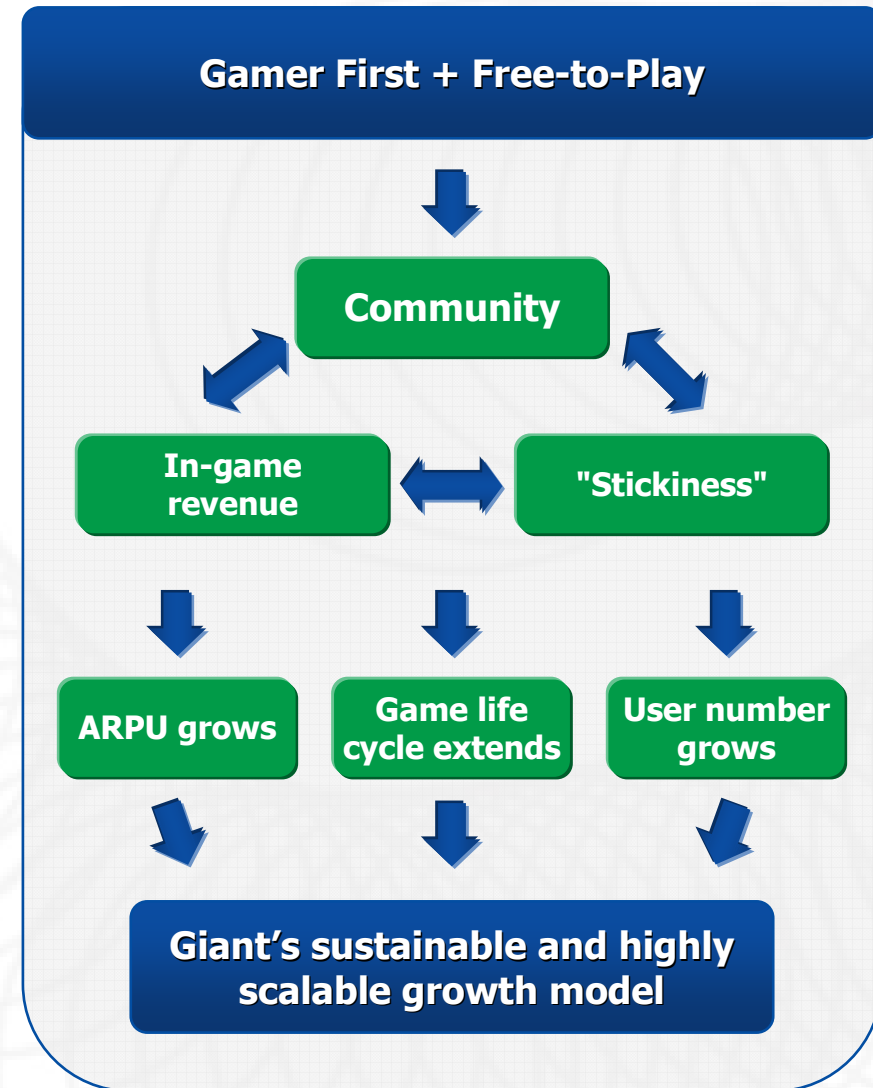 Gamer First + Free-to-Play
Community
In-game
revenue
"Stickiness"
ARPU grows
Game life
cycle extends
User number
grows
Giant’s sustainable and highly
scalable growth model